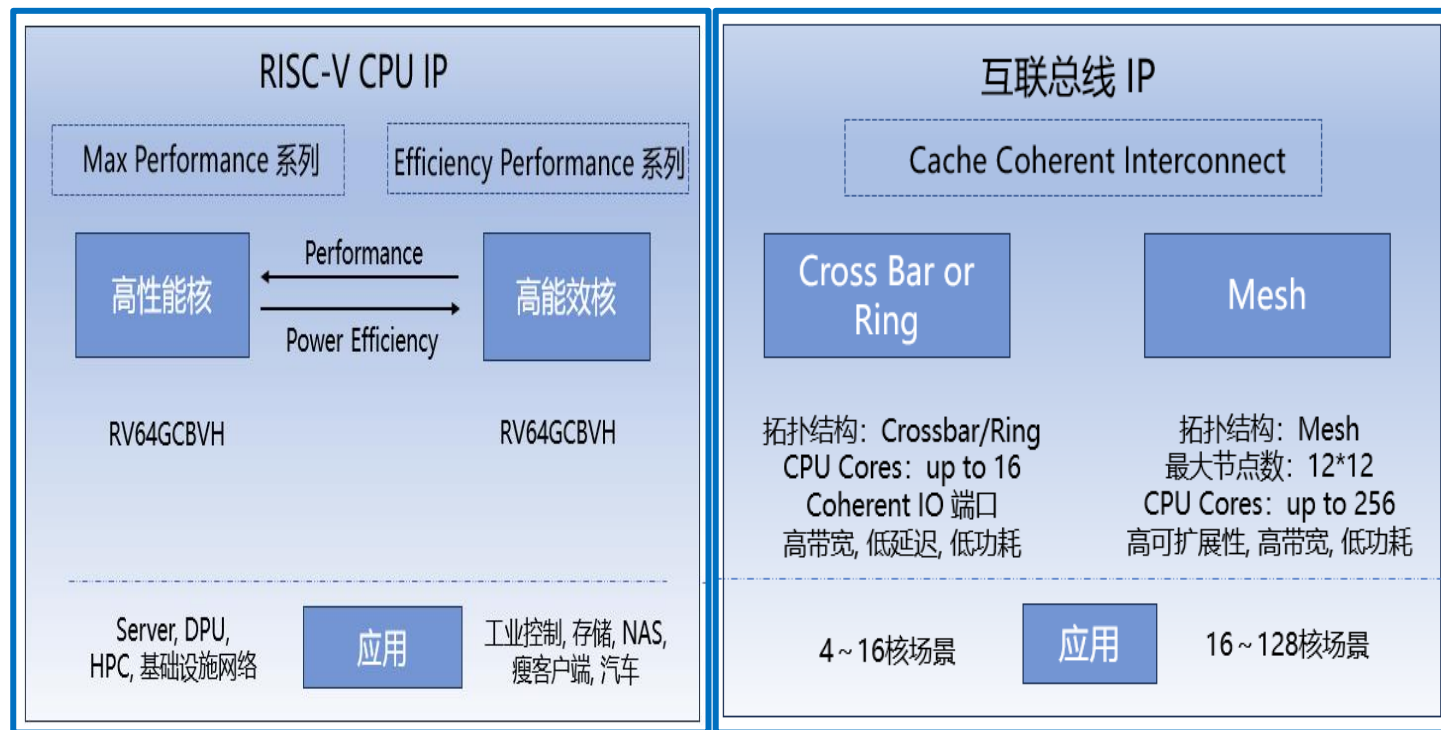 RISC-V CPU IP
Max Performance 系列
Efficiency Performance 系列
高性能核
Performance
Power Efficiency
高能效核
RV64GCBVH
RV64GCBVH
Server, DPU,
HPC, 基础设施网络
应用
工业控制, 存储, NAS,
瘦客户端, 汽车
互联总线 IP
Cache Coherent Interconnect
Cross Bar or
Ring
Mesh
拓扑结构：Crossbar/Ring
CPU Cores：up to 16
Coherent IO 端口
高带宽, 低延迟, 低功耗
拓扑结构：Mesh
最大节点数：12*12
CPU Cores：up to 256
高可扩展性, 高带宽, 低功耗
4～16核场景
应用
16～128核场景